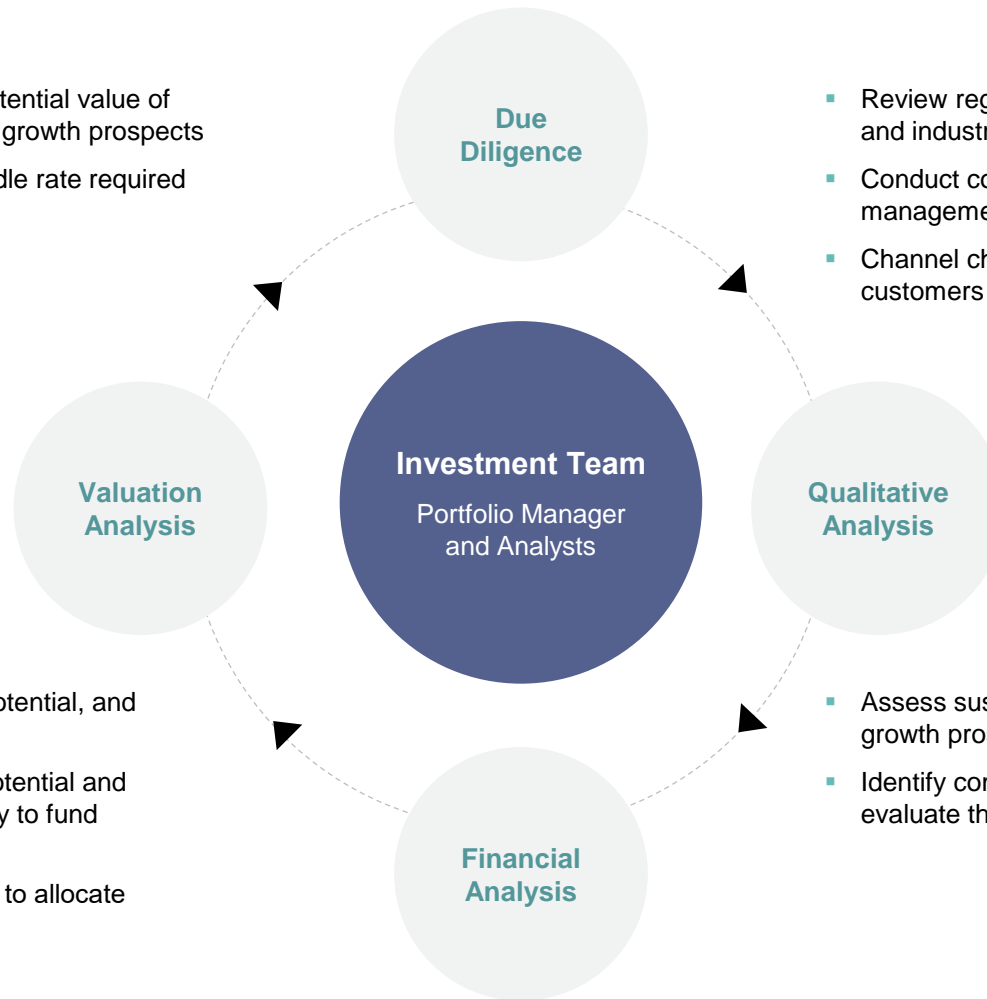 Due
Diligence
tential value of
growth prospects
dle rate required
▪ Review reg
and industr
▪ Conduct co
manageme
▪ Channel ch
customers
Investment Team
Portfolio Manager
and Analysts
Valuation
Analysis
Qualitative
Analysis
otential, and
otential and
y to fund
to allocate
▪ Assess sus
growth pro
▪ Identify co
evaluate th
Financial
Analysis